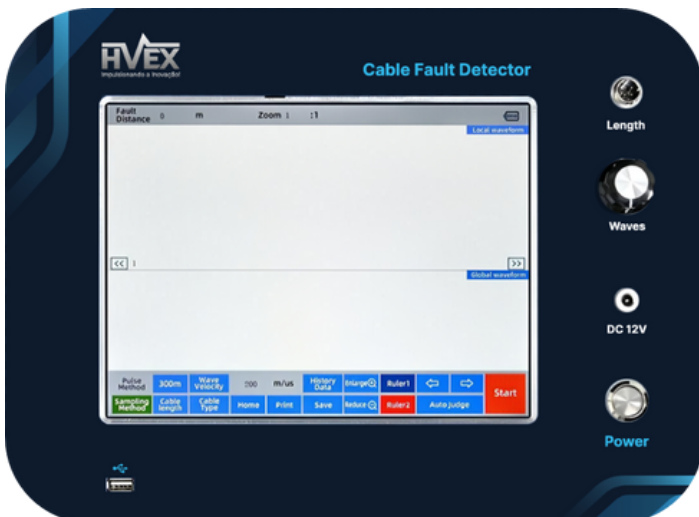 HVEX
Impulsionando a Inovação!
Cable Fault Detector
Fault Distance 0 m Zoom 1 :1
Local waveform
<< 1 >>
Global waveform
Pulse Method 300m Wave Velocity 200 m/us History Data Enlarge Ruler1 Start
Sampling Method Cable length Cable Type Home Print Save Reduce Ruler2 Auto judge
Length
Waves
DC 12V
Power